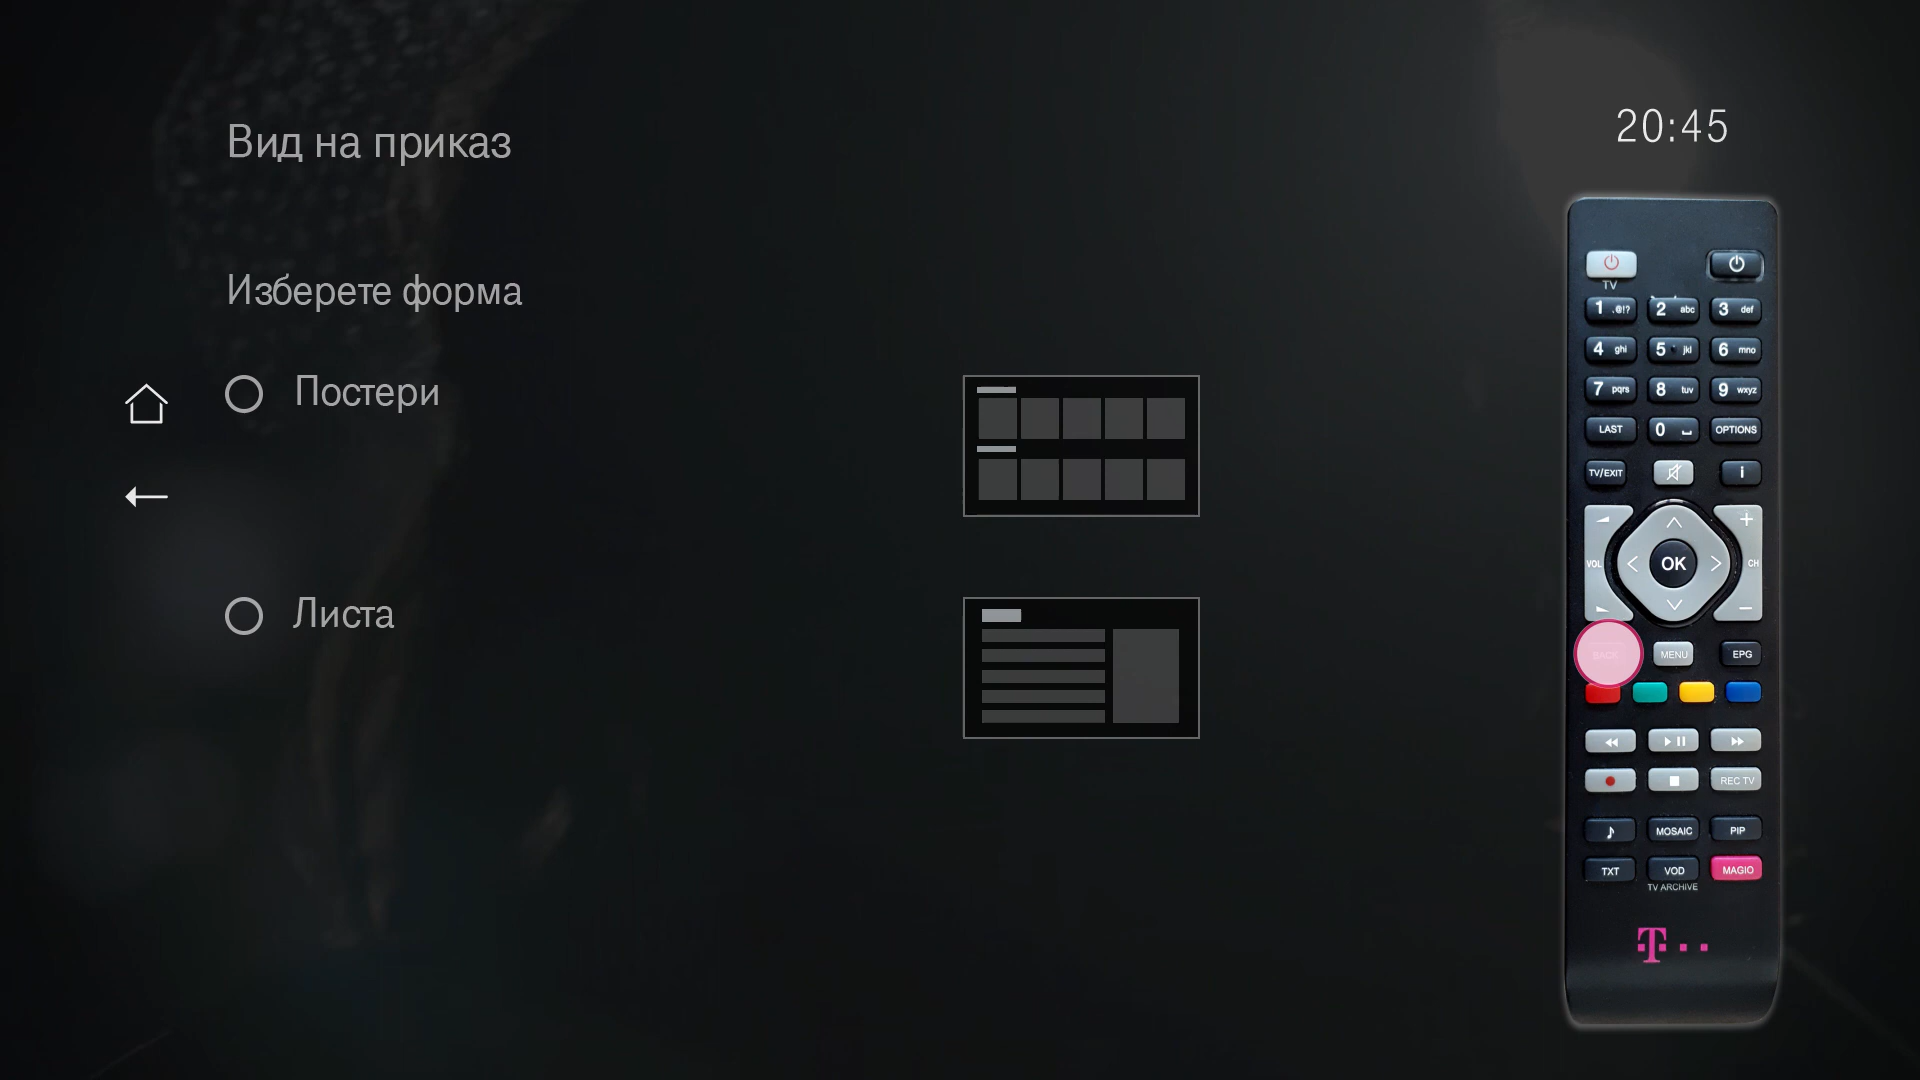 Вид на приказ
20:45
Изберете форма
Постери
Листа
TV
1 .@!?
2 abc
3 def
4 ghi
5 jkl
6 mno
7 pqrs
8 tuv
9 wxyz
LAST
0
OPTIONS
TV/EXIT
i
VOL
OK
CH
BACK
MENU
EPG
REC TV
MOSAIC
PIP
TXT
VOD
MAGIO
TV ARCHIVE
T